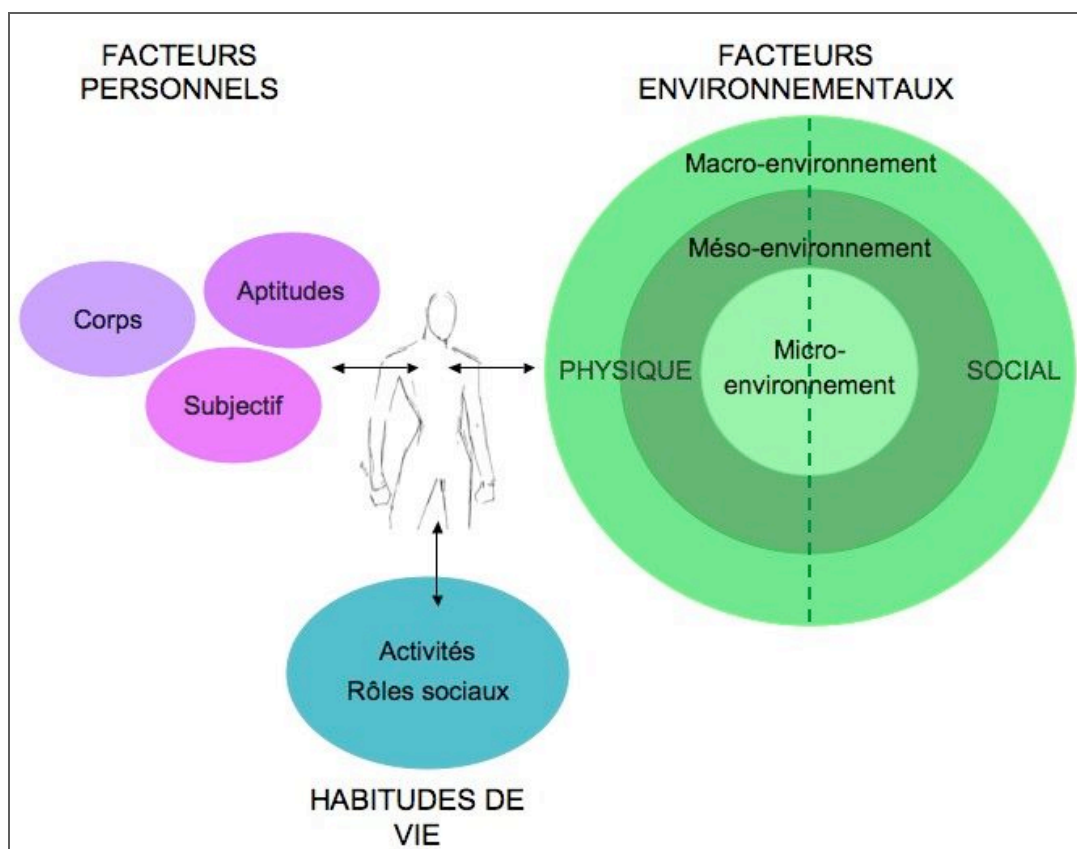 FACTEURS
PERSONNELS
FACTEURS
ENVIRONNEMENTAUX
Macro-environnement
Méso-environnement
Aptitudes
Corps
Subjectif
PHYSIQUE
Micro-
environnement
SOCIAL
Activités
Rôles sociaux
HABITUDES DE
VIE